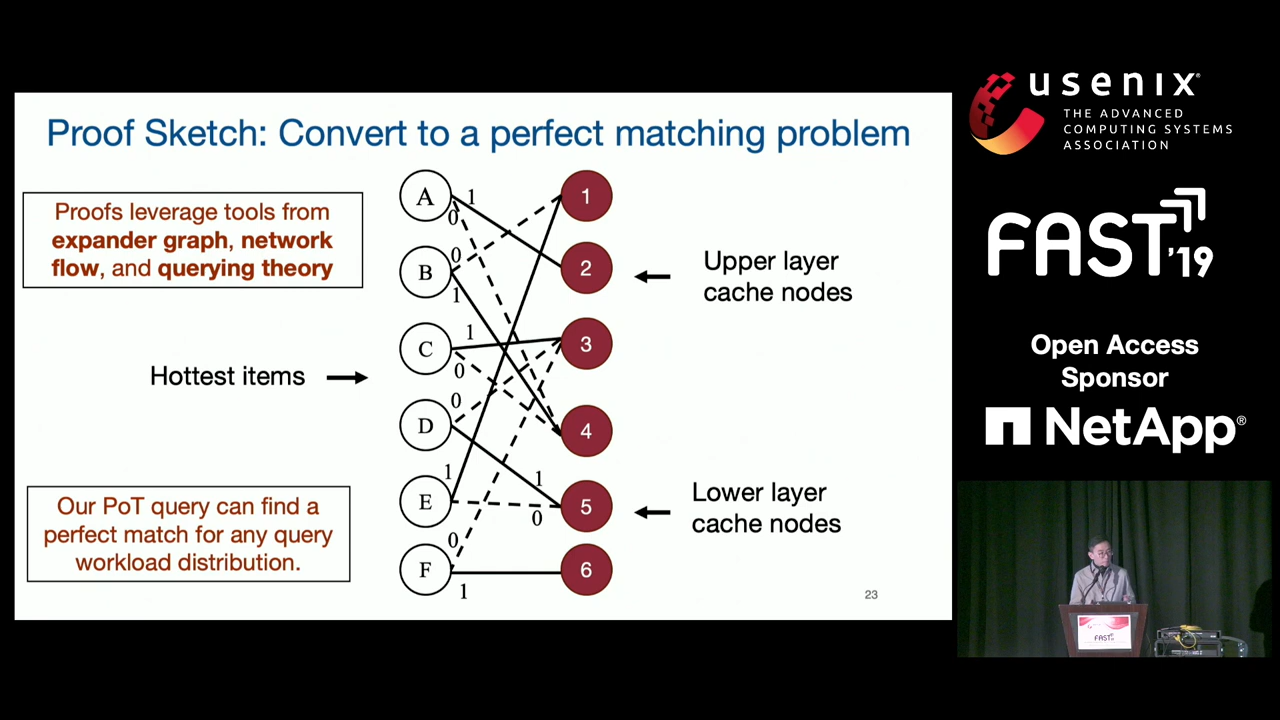 Proof Sketch: Convert to a perfect matching problem
Proofs leverage tools from
expander graph, network
flow, and querying theory
Hottest items
Our PoT query can find a
perfect match for any query
workload distribution.
A
1
0
B
0
1
C
1
0
D
0
1
E
1
0
F
0
1
1
2
3
4
5
6
Upper layer
cache nodes
Lower layer
cache nodes
23
usenix
THE ADVANCED
COMPUTING SYSTEMS
ASSOCIATION
FAST'19
Open Access
Sponsor
NetApp®
FAST